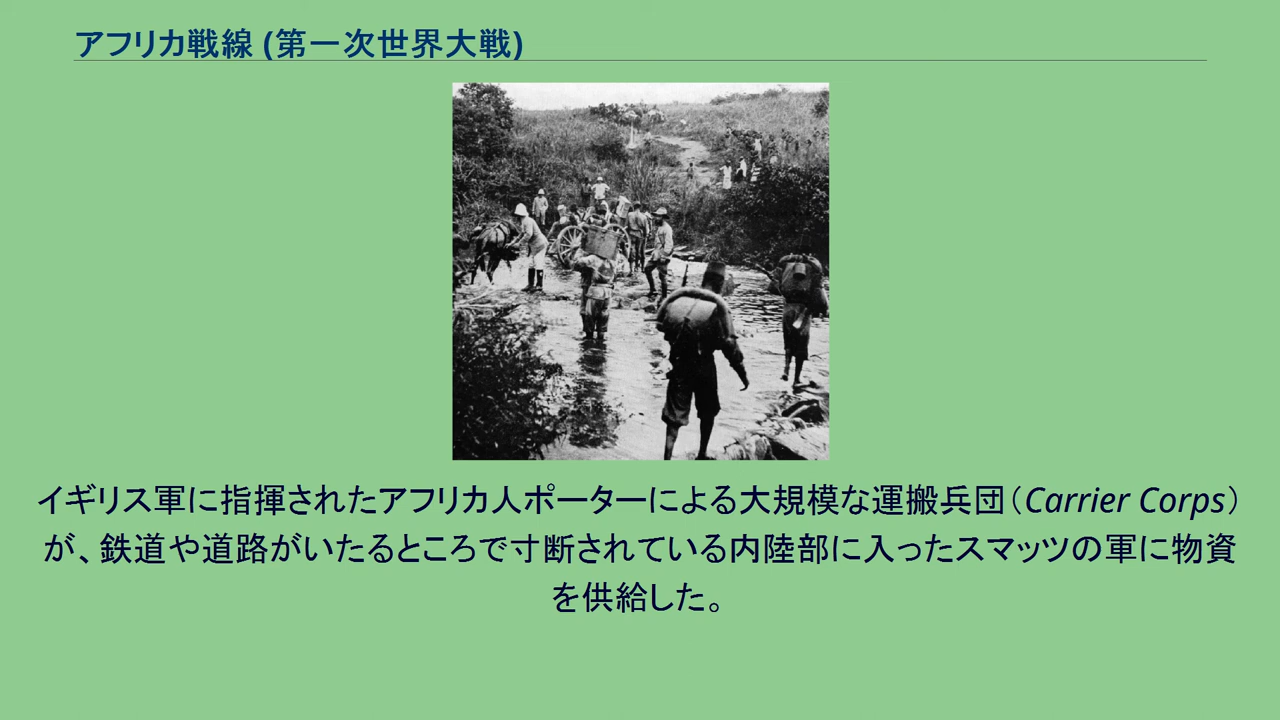 アフリカ戦線 (第一次世界大戦)
イギリス軍に指揮されたアフリカ人ポーターによる大規模な運搬兵団（Carrier Corps）
が、鉄道や道路がいたるところで寸断されている内陸部に入ったスマッツの軍に物資
を供給した。